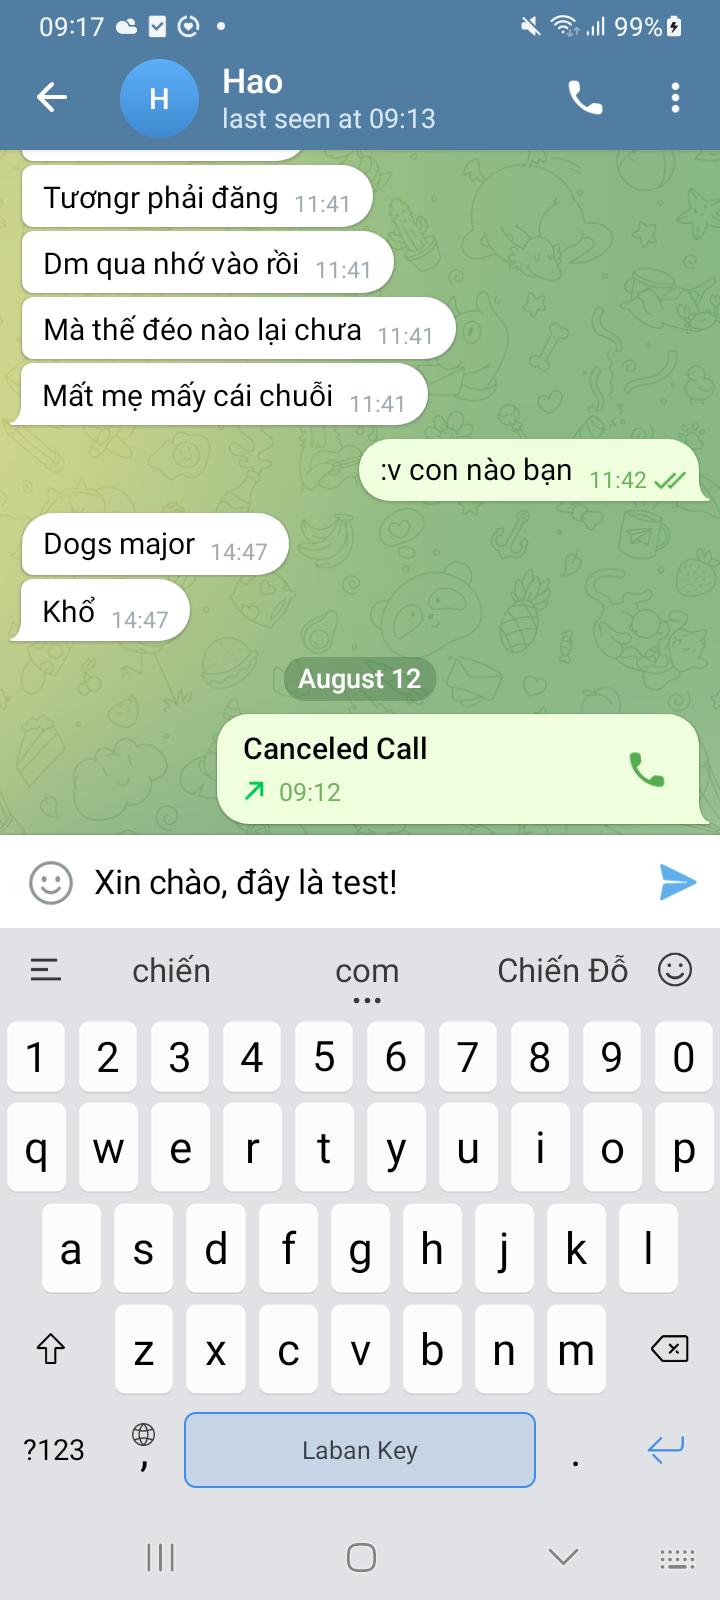 09:17 99%
H Hao
last seen at 09:13
Tươngr phải đăng 11:41
Dm qua nhớ vào rồi 11:41
Mà thế đéo nào lại chưa 11:41
Mất mẹ mấy cái chuỗi 11:41
:v con nào bạn 11:42
Dogs major 14:47
Khổ 14:47
August 12
Canceled Call
09:12
Xin chào, đây là test!
chiến com Chiến Đỗ
1 2 3 4 5 6 7 8 9 0
q w e r t y u i o p
a s d f g h j k l
z x c v b n m
?123 , Laban Key .